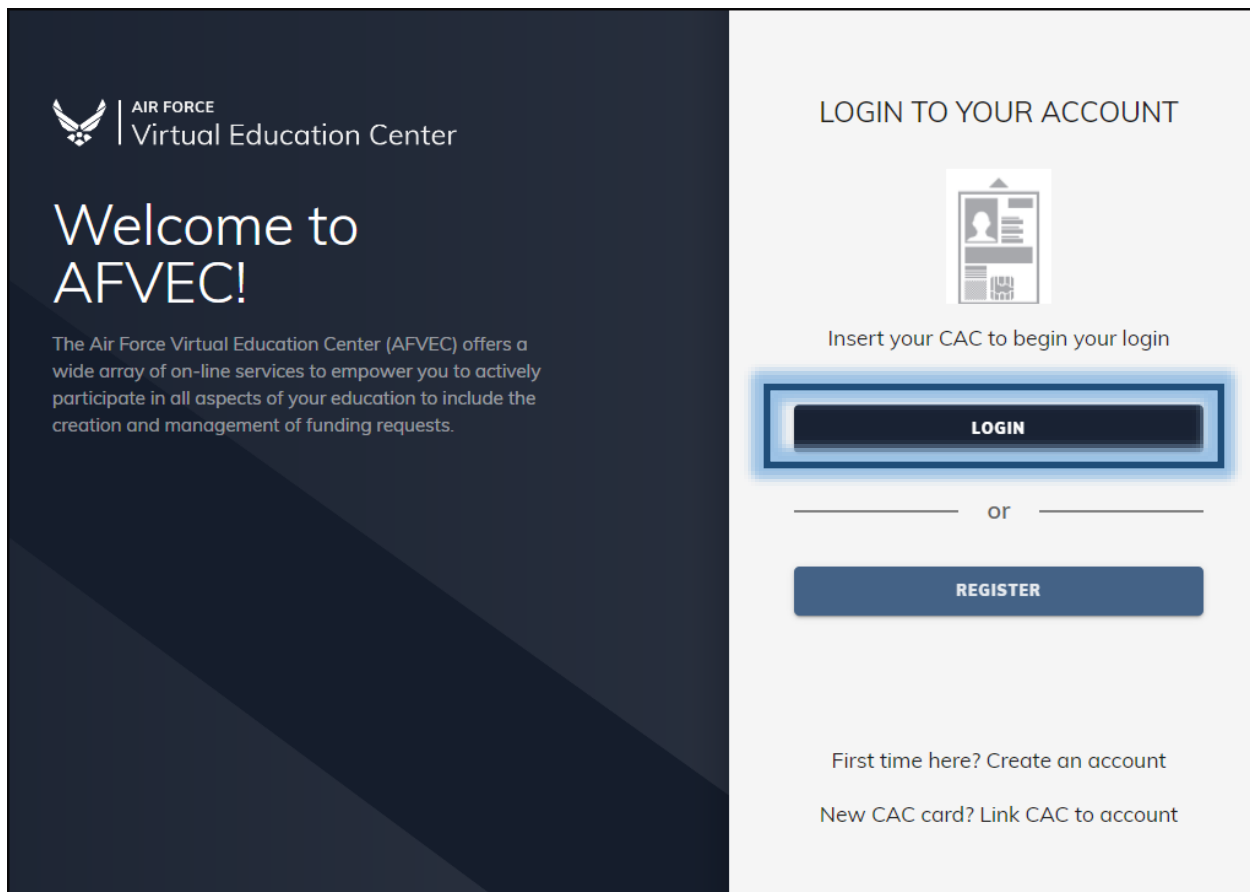 AIR FORCE
Virtual Education Center
Welcome to
AFVEC!
The Air Force Virtual Education Center (AFVEC) offers a
wide array of on-line services to empower you to actively
participate in all aspects of your education to include the
creation and management of funding requests.
LOGIN TO YOUR ACCOUNT
Insert your CAC to begin your login
LOGIN
or
REGISTER
First time here? Create an account
New CAC card? Link CAC to account